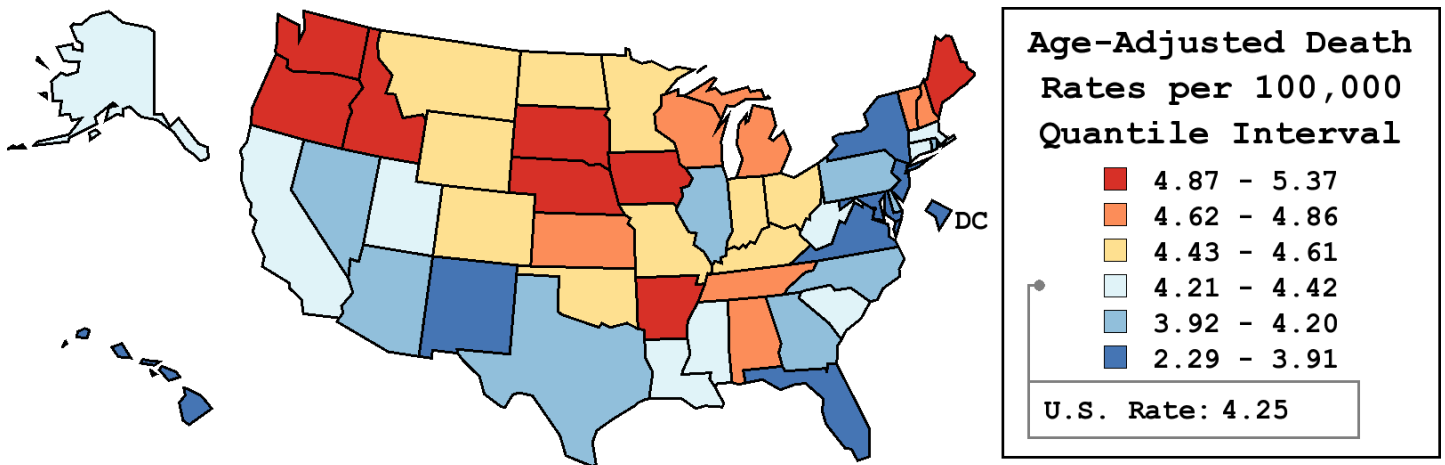 Age-Adjusted Death
Rates per 100,000
Quantile Interval
4.87 - 5.37
4.62 - 4.86
4.43 - 4.61
4.21 - 4.42
3.92 - 4.20
2.29 - 3.91
U.S. Rate: 4.25
DC